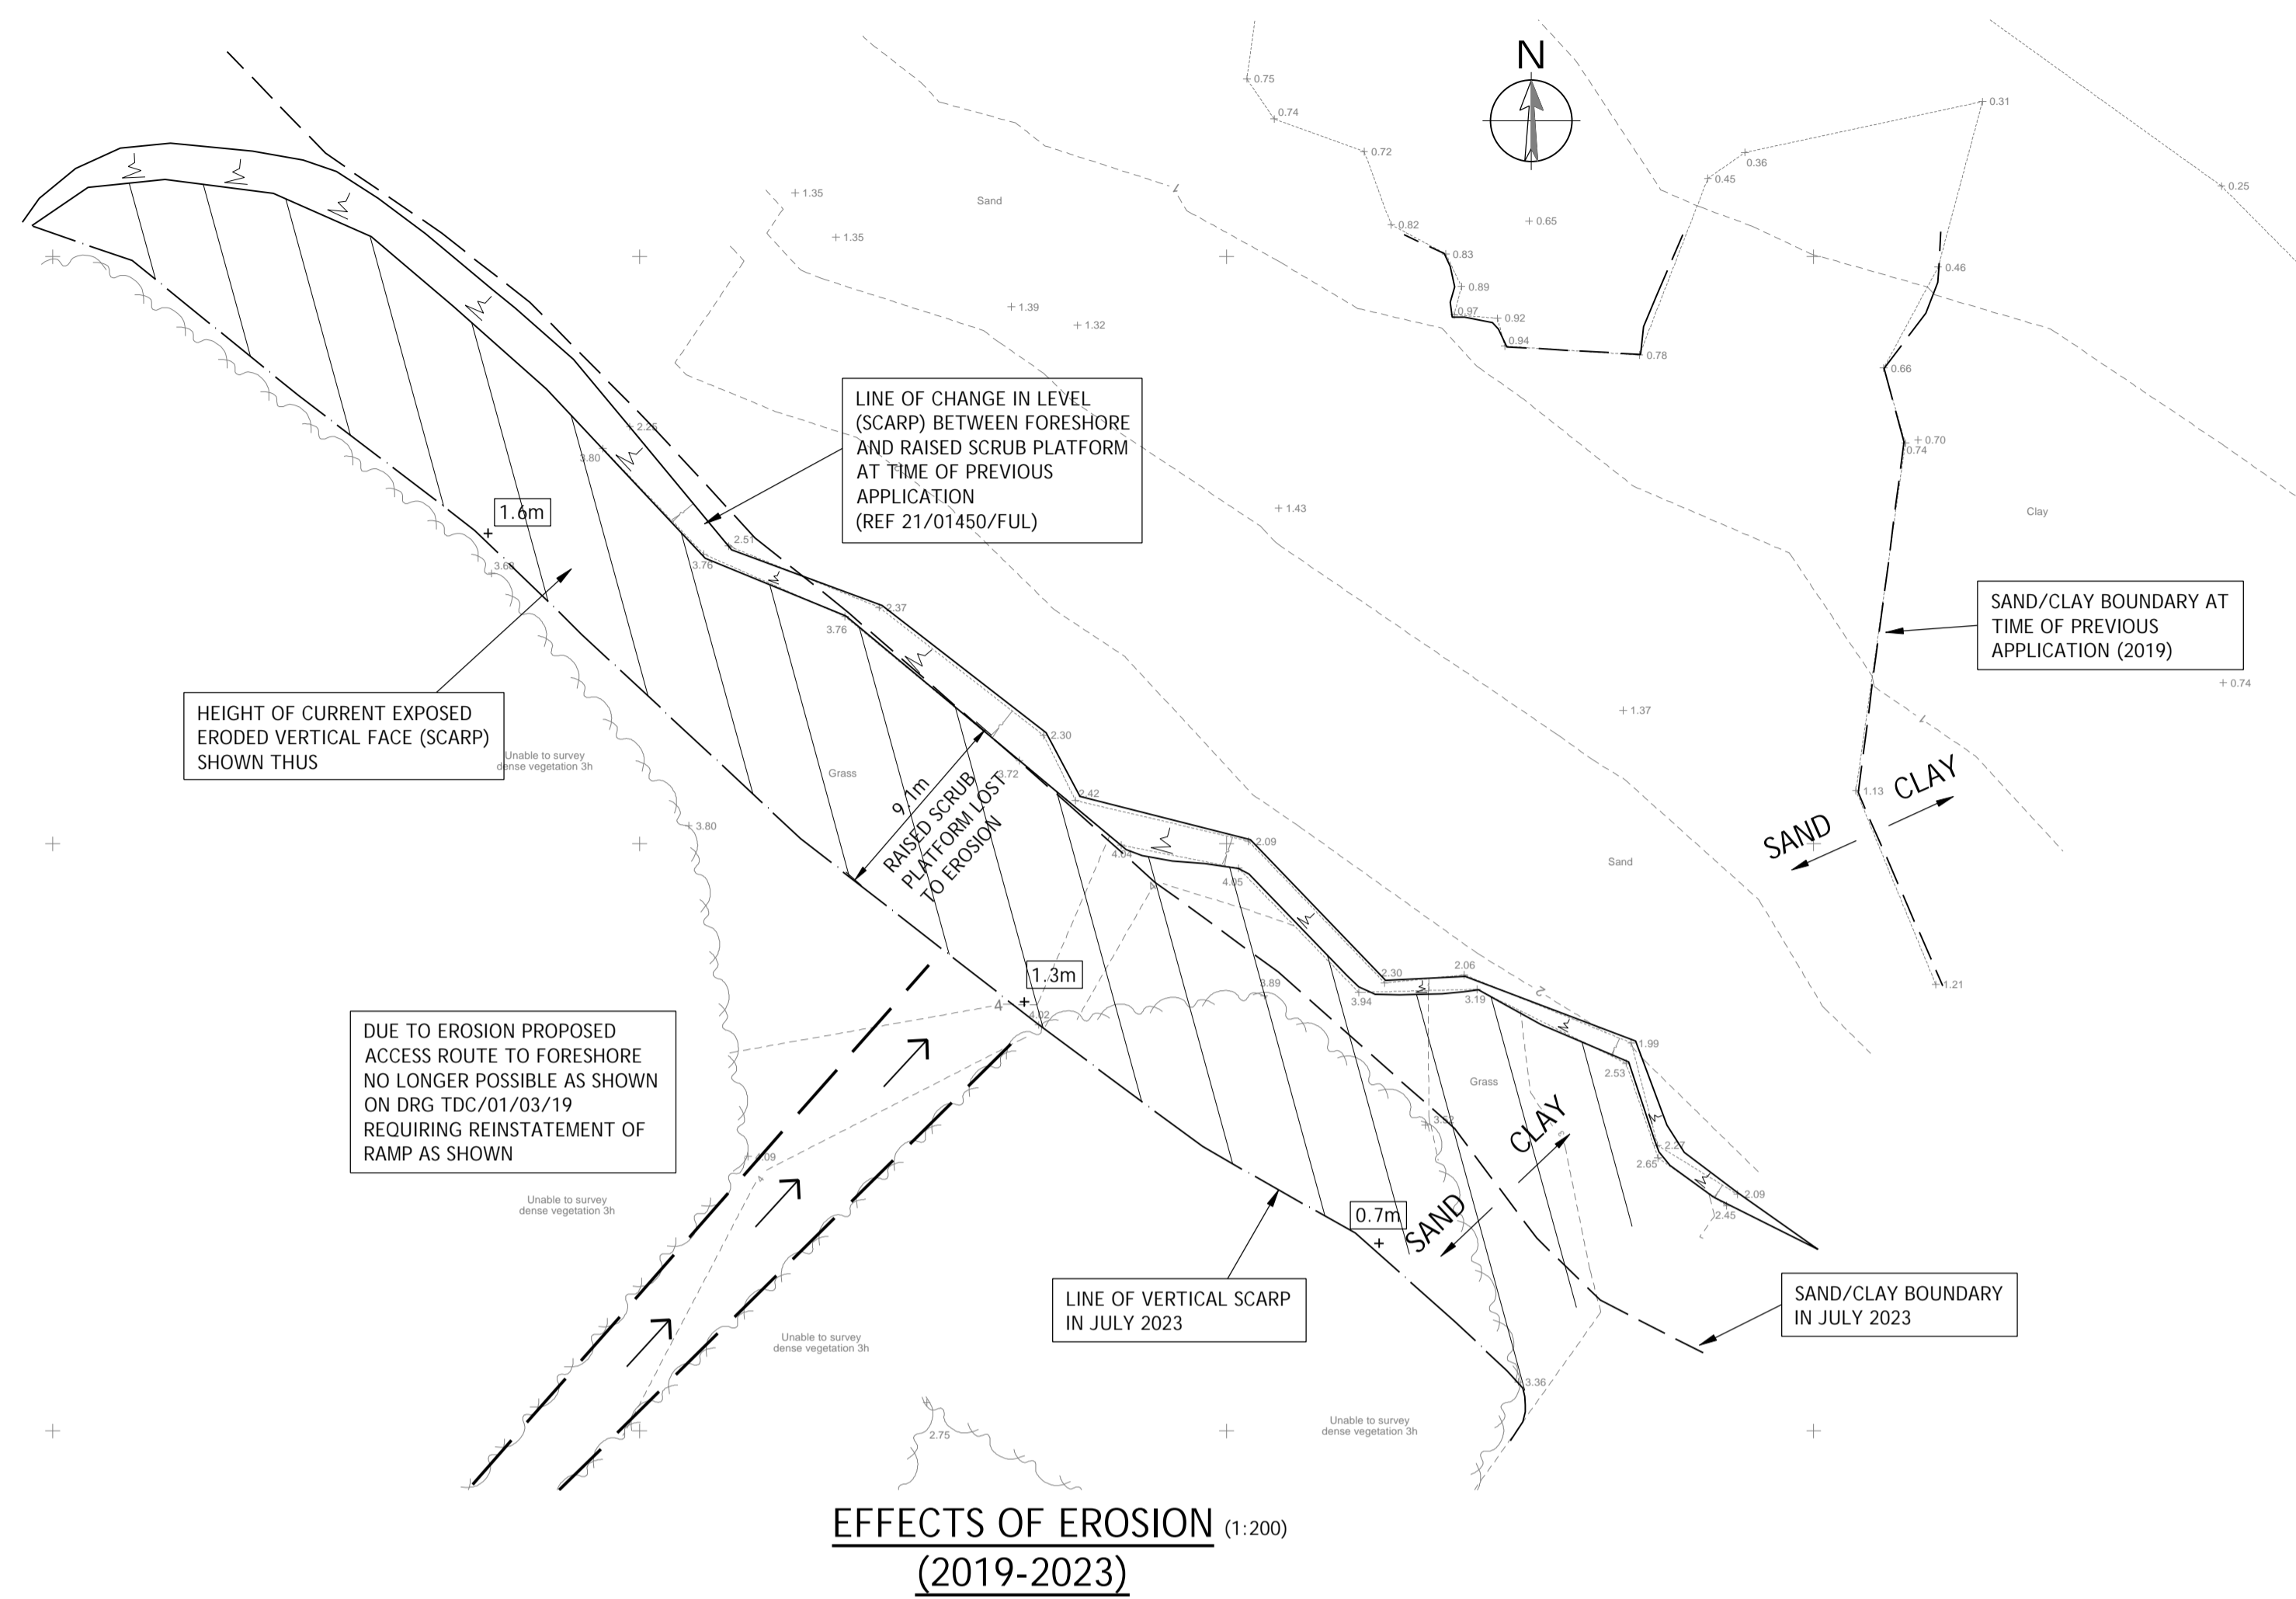 N
+ 0.75
+ 0.74
+ 0.72
+ 0.31
+ 0.36
+ 0.45
+ 0.25
+ 1.35
Sand
1
+ 0.82
+ 0.65
+ 1.35
+ 0.83
+ 0.46
+ 0.89
+ 1.39
0.97
+ 0.92
+ 1.32
0.94
+ 0.78
+ 0.66
LINE OF CHANGE IN LEVEL
(SCARP) BETWEEN FORESHORE
AND RAISED SCRUB PLATFORM
AT TIME OF PREVIOUS
APPLICATION
(REF 21/01450/FUL)
+ 2.25
3.80
+ 0.70
0.74
+ 1.43
Clay
1.6m
2.51
3.76
3.68
SAND/CLAY BOUNDARY AT
TIME OF PREVIOUS
APPLICATION (2019)
2.37
3.76
+ 0.74
+ 1.37
1
HEIGHT OF CURRENT EXPOSED
ERODED VERTICAL FACE (SCARP)
SHOWN THUS
Unable to survey
dense vegetation 3h
2.30
Grass
3.72
9.1m
RAISED SCRUB
PLATFORM LOST
TO EROSION
2.42
+ 1.13
CLAY
SAND
+ 3.80
2.09
4.04
4.05
Sand
4
1.3m
4
4.02
3.89
2.30
2.06
3.94
3.19
2
+ 1.21
DUE TO EROSION PROPOSED
ACCESS ROUTE TO FORESHORE
NO LONGER POSSIBLE AS SHOWN
ON DRG TDC/01/03/19
REQUIRING REINSTATEMENT OF
RAMP AS SHOWN
1.99
2.53
Grass
3.52
CLAY
3
4.09
4
2.27
2.65
2.09
2.45
Unable to survey
dense vegetation 3h
0.7m
SAND
LINE OF VERTICAL SCARP
IN JULY 2023
SAND/CLAY BOUNDARY
IN JULY 2023
Unable to survey
dense vegetation 3h
3.36
Unable to survey
dense vegetation 3h
2.75
EFFECTS OF EROSION (1:200)
(2019-2023)